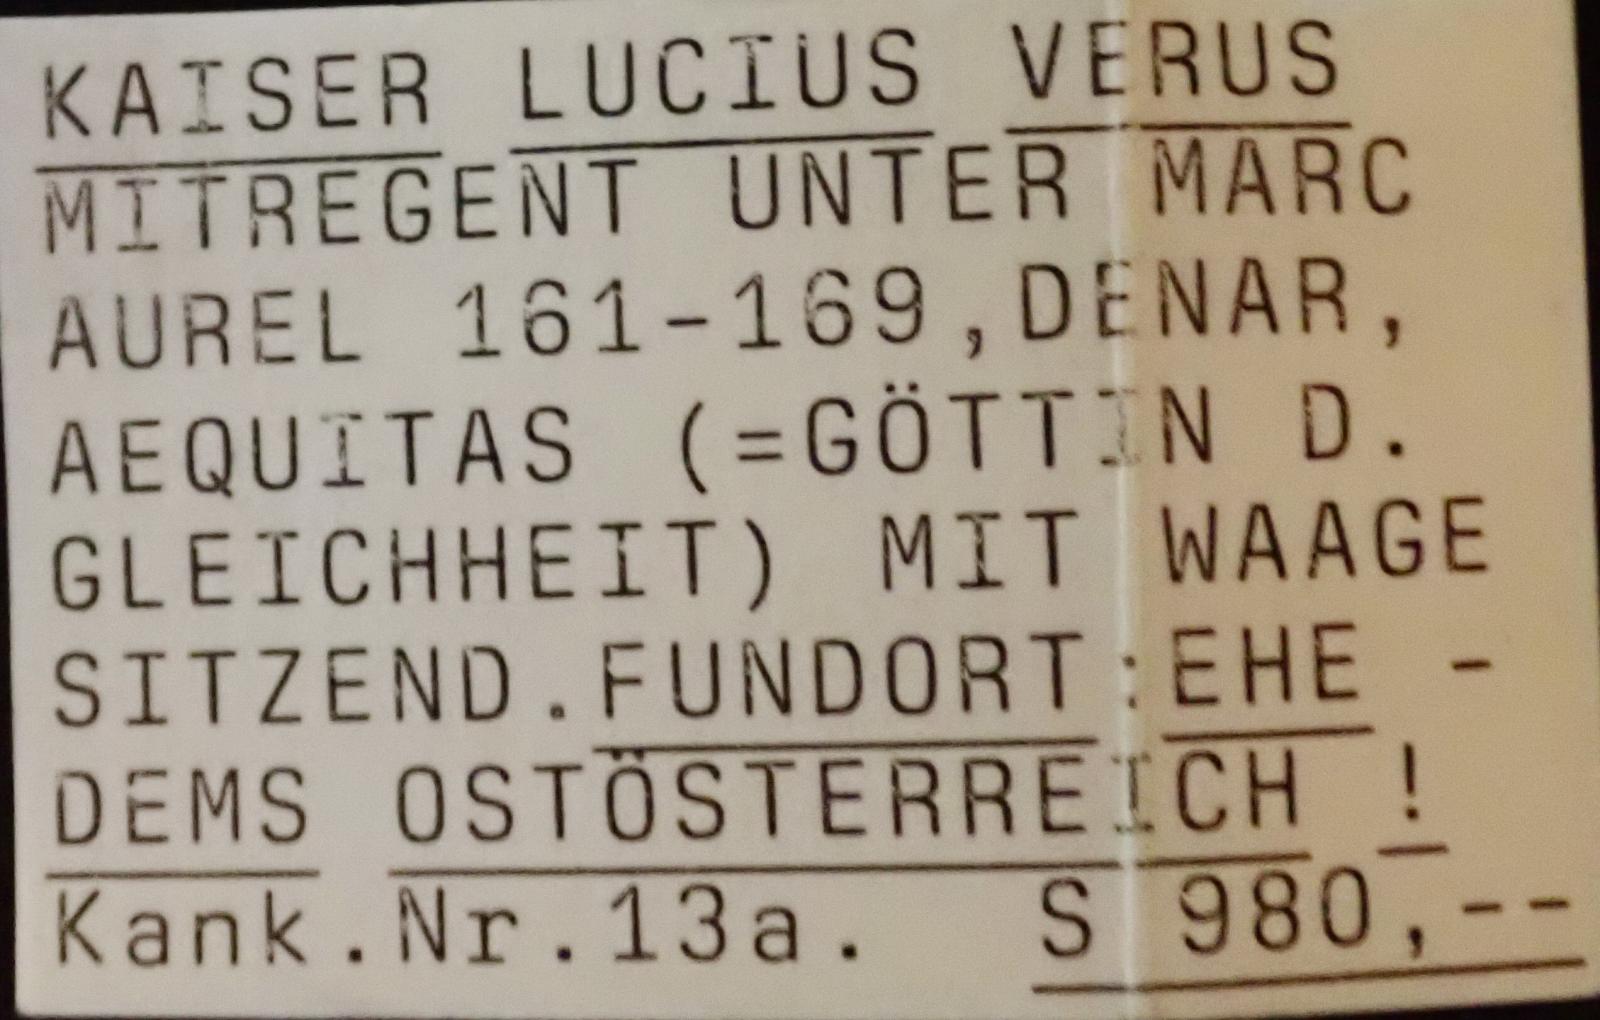 KAISER LUCIUS VERUS
MITREGENT UNTER MARC
AUREL 161-169,DENAR,
AEQUITAS (=GÖTTIN D.
GLEICHHEIT) MIT WAAGE
SITZEND.FUNDORT:EHE -
DEMS OSTÖSTERREICH !
Kank.Nr.13a. S 980,--